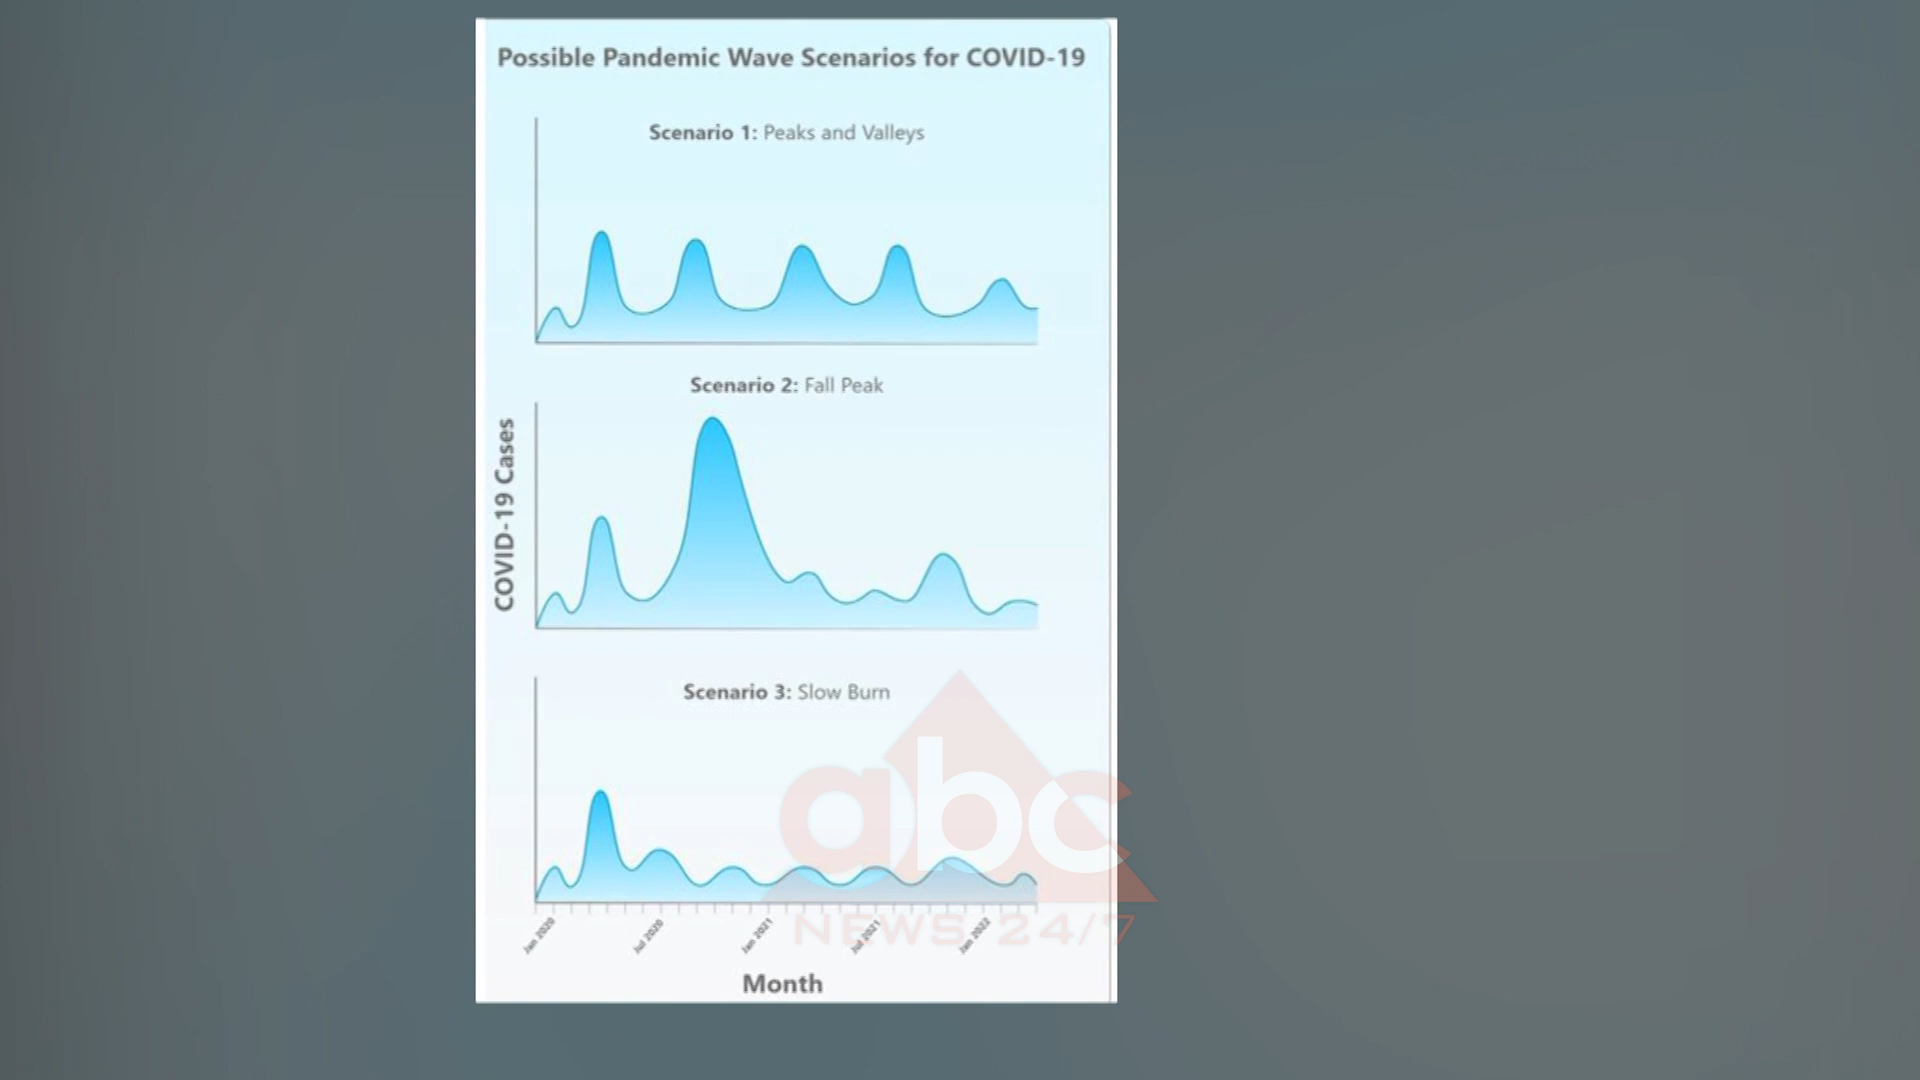 Possible Pandemic Wave Scenarios for COVID-19
Scenario 1: Peaks and Valleys
Scenario 2: Fall Peak
COVID-19 Cases
Scenario 3: Slow Burn
Jan 2020
Jul 2020
Jan 2021
Jul 2021
Jan 2022
Month
abc
NEWS 24/7